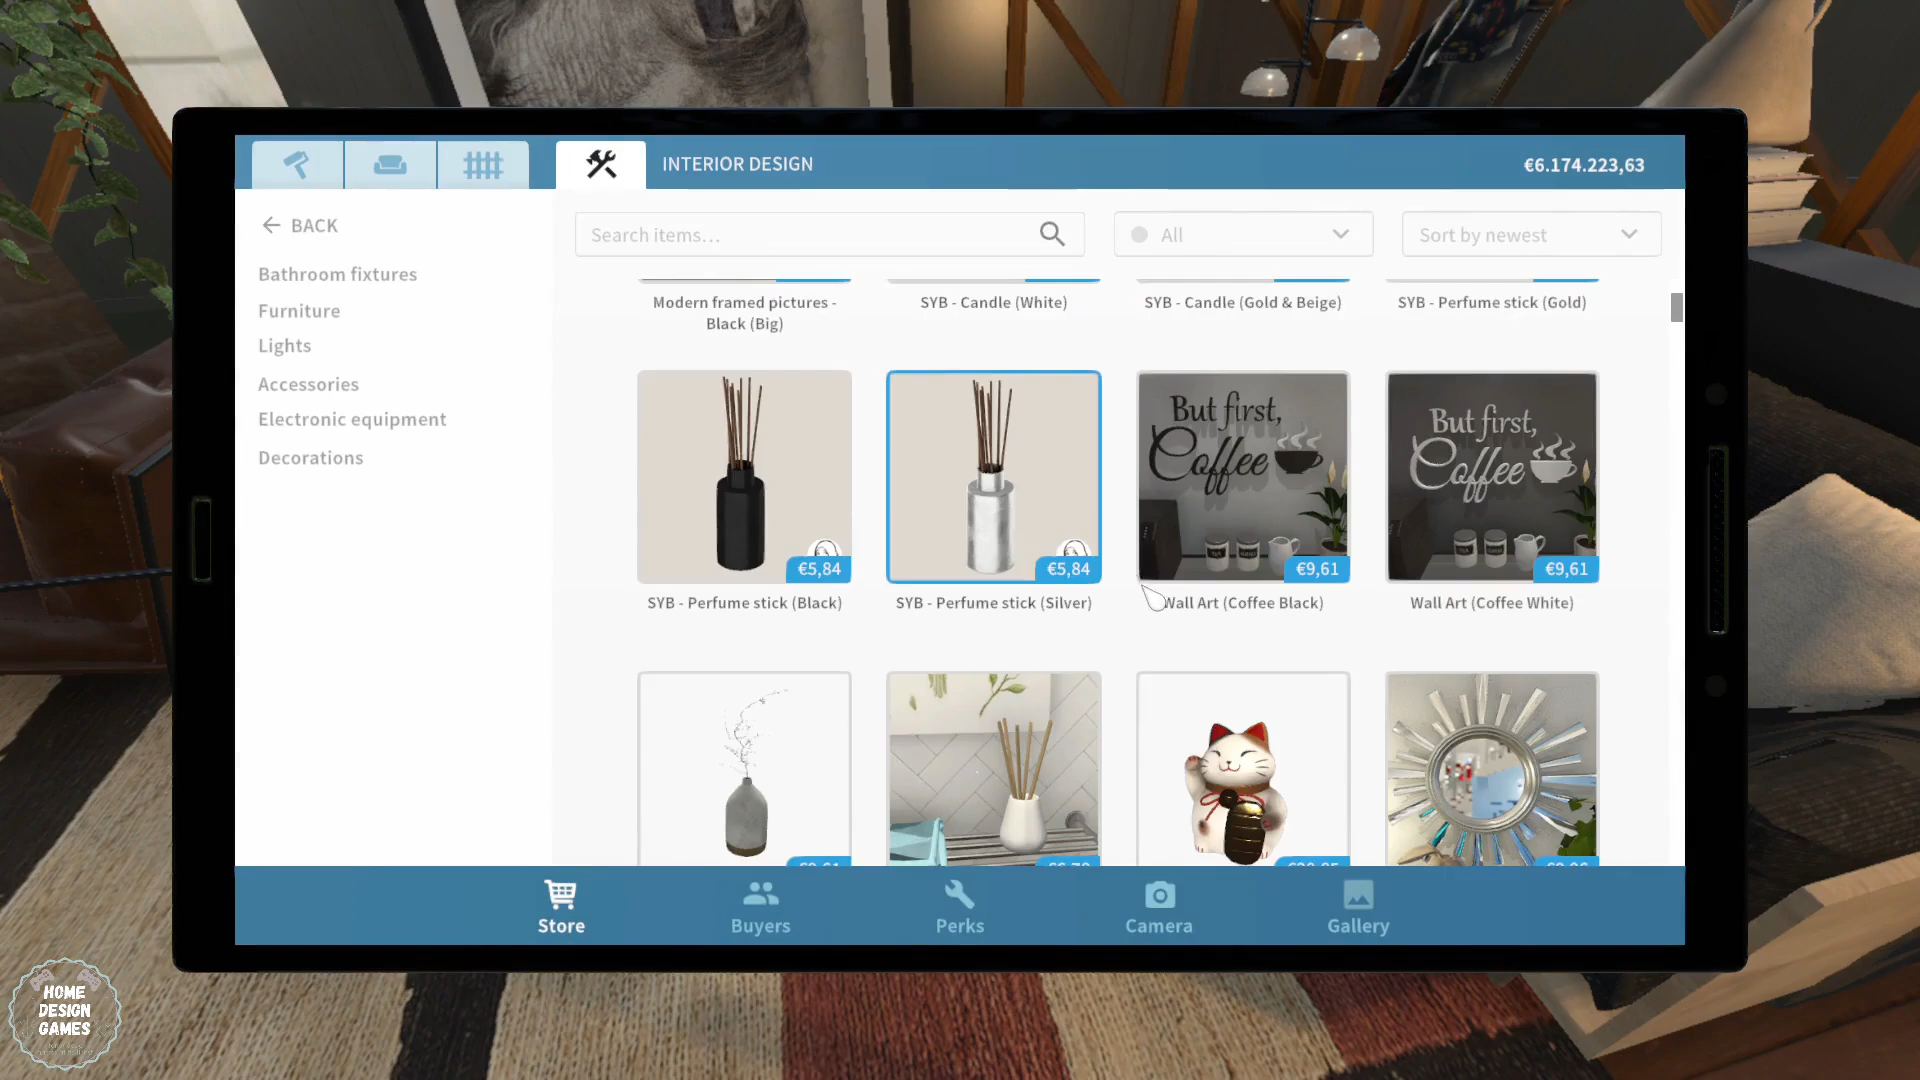 INTERIOR DESIGN
€6.174.223,63
BACK
Search items...
All
Sort by newest
Bathroom fixtures
Furniture
Lights
Accessories
Electronic equipment
Decorations
Modern framed pictures -
Black (Big)
SYB - Candle (White)
SYB - Candle (Gold & Beige)
SYB - Perfume stick (Gold)
But first,
Coffee
But first,
Coffee
€5,84
€5,84
€9,61
€9,61
SYB - Perfume stick (Black)
SYB - Perfume stick (Silver)
Wall Art (Coffee Black)
Wall Art (Coffee White)
Store
Buyers
Perks
Camera
Gallery
HOME
DESIGN
GAMES